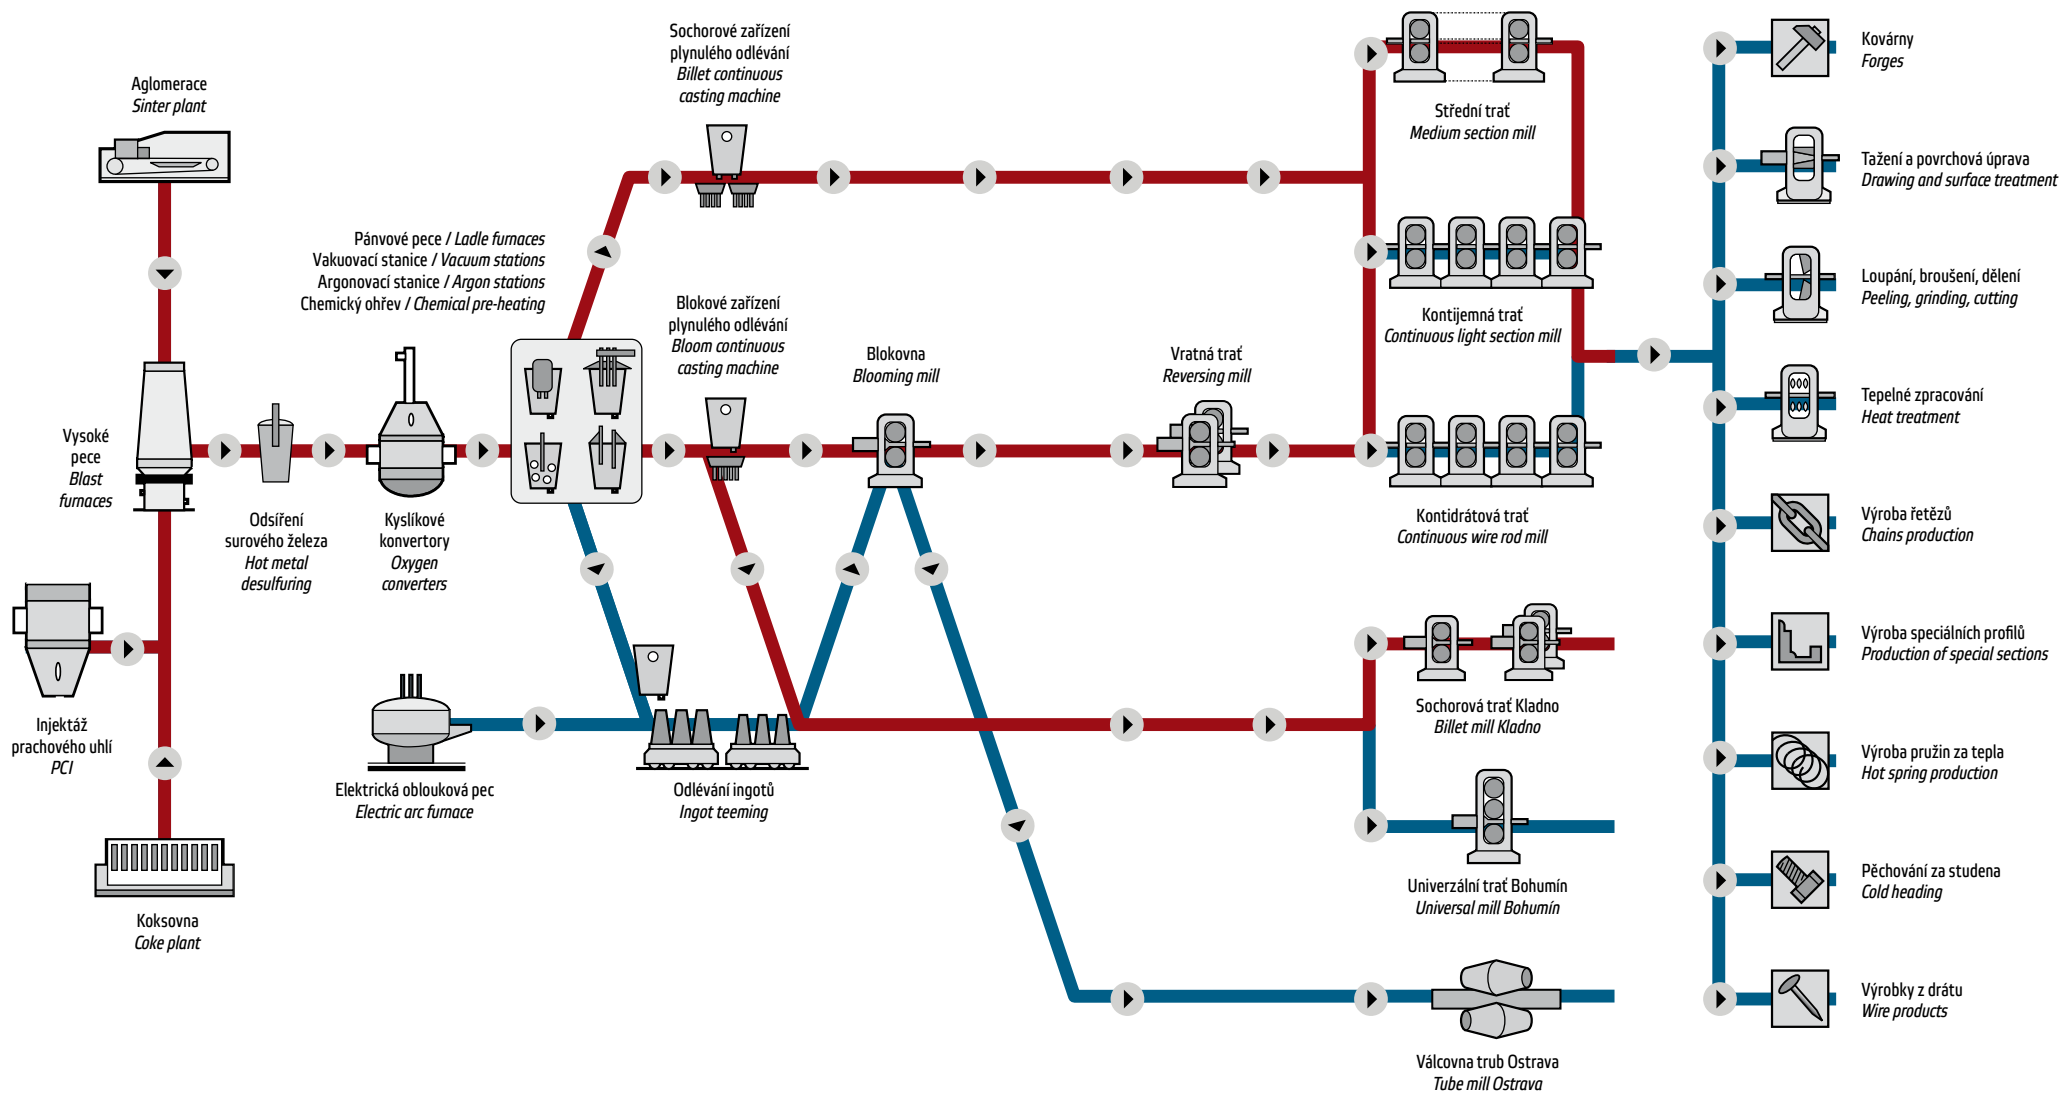 Aglomerace
Sinter plant
Sochorové zařízení
plynulého odlévání
Billet continuous
casting machine
Pánvové pece / Ladle furnaces
Vakuovací stanice / Vacuum stations
Argonovací stanice / Argon stations
Chemický ohřev / Chemical pre-heating
Blokové zařízení
plynulého odlévání
Bloom continuous
casting machine
Blokovna
Blooming mill
Vratná trať
Reversing mill
Střední trať
Medium section mill
Kontijemná trať
Continuous light section mill
Kontidrátová trať
Continuous wire rod mill
Vysoké
pece
Blast
furnaces
Odsíření
surového železa
Hot metal
desulfuring
Kyslíkové
konvertory
Oxygen
converters
Injektáž
prachového uhlí
PCI
Koksovna
Coke plant
Elektrická oblouková pec
Electric arc furnace
Odlévání ingotů
Ingot teeming
Sochorová trať Kladno
Billet mill Kladno
Univerzální trať Bohumín
Universal mill Bohumín
Válcovna trub Ostrava
Tube mill Ostrava
Kovárny
Forges
Tažení a povrchová úprava
Drawing and surface treatment
Loupání, broušení, dělení
Peeling, grinding, cutting
Tepelné zpracování
Heat treatment
Výroba řetězů
Chains production
Výroba speciálních profilů
Production of special sections
Výroba pružin za tepla
Hot spring production
Pěchování za studena
Cold heading
Výrobky z drátu
Wire products